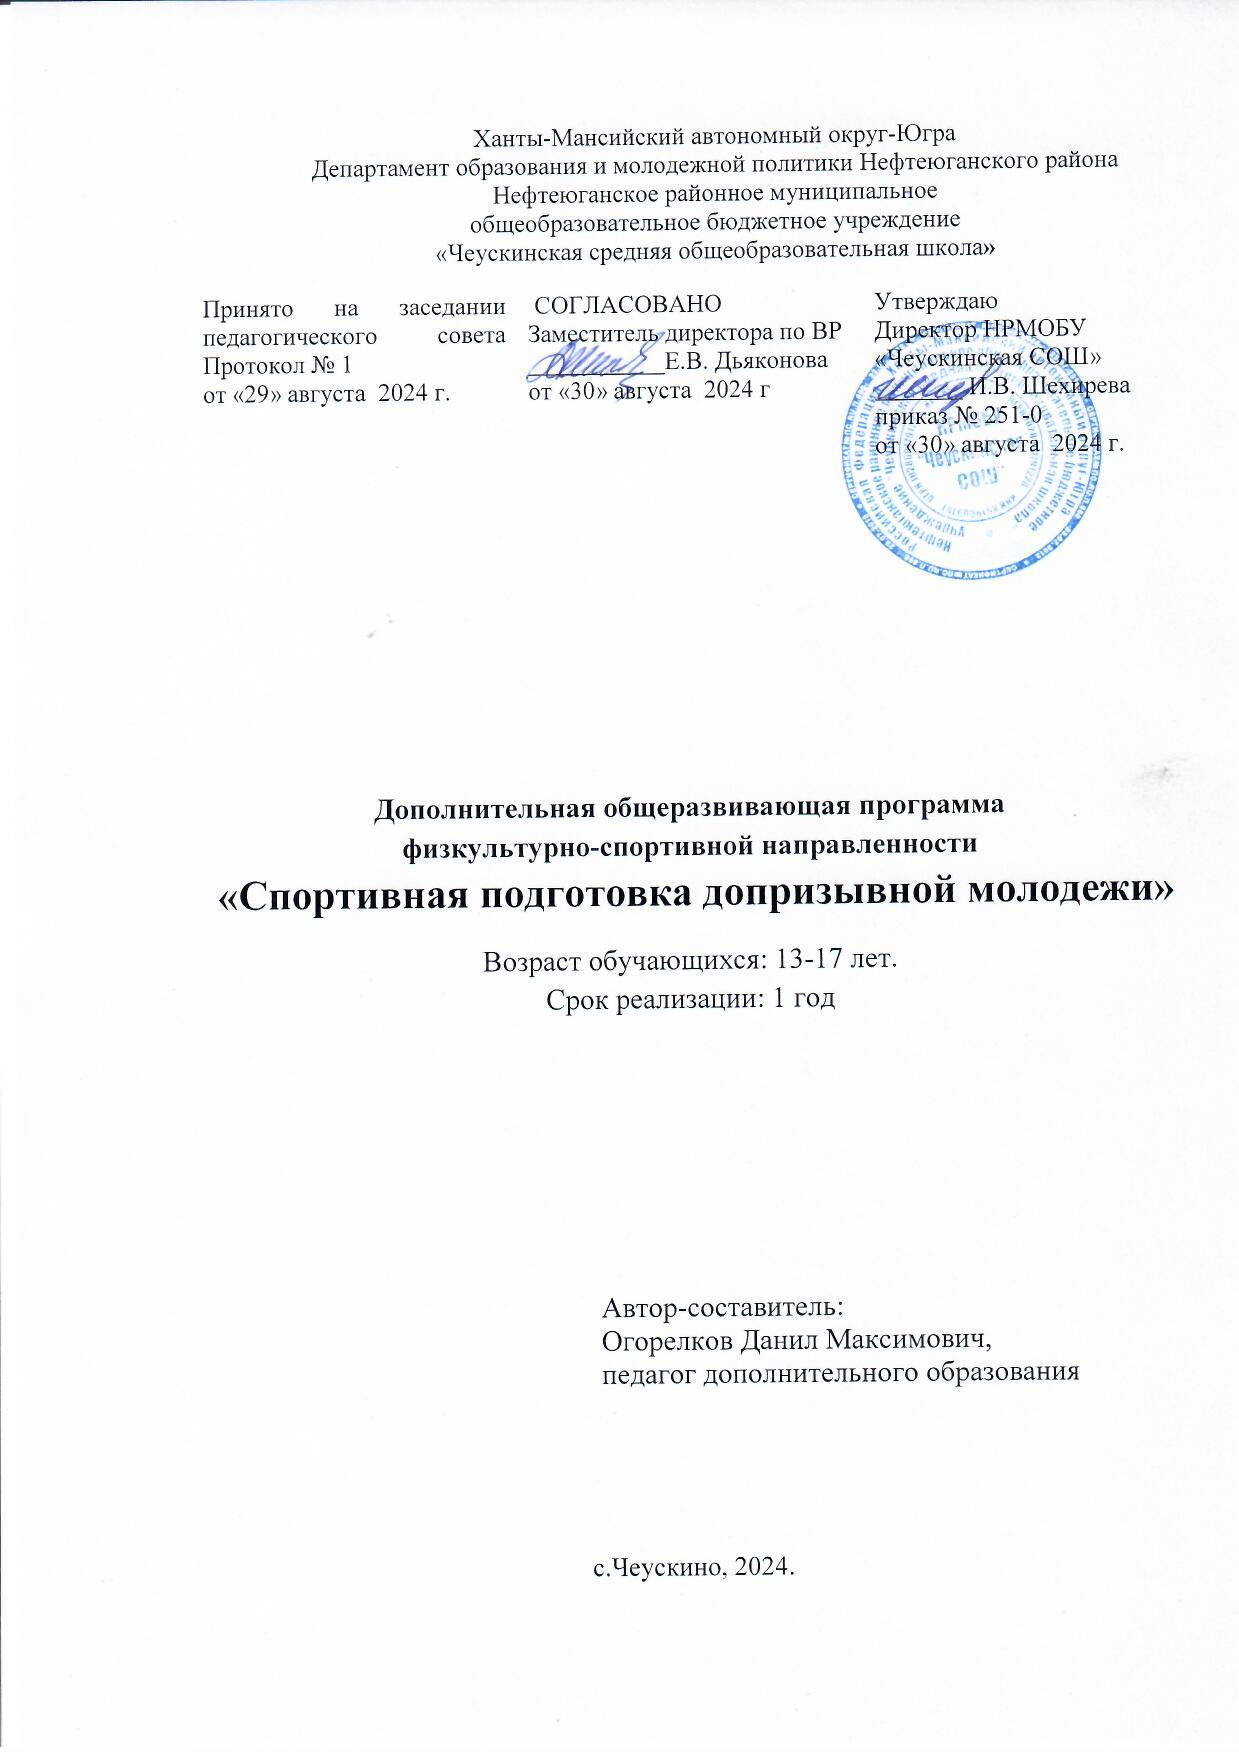 Ханты-Мансийский автономный округ-Югра
Департамент образования и молодежной политики Нефтеюганского района
Нефтеюганское районное муниципальное
общеобразовательное бюджетное учреждение
«Чеускинская средняя общеобразовательная школа»
Принято на заседании
педагогического совета
Протокол № 1
от «29» августа 2024 г.
СОГЛАСОВАНО
Заместитель директора по ВР
Е.В. Дьяконова
от «30» августа 2024 г
Утверждаю
Директор НРМОБУ
«Чеускинская СОШ»
И.В. Шехирева
приказ № 251-0
от «30» августа 2024 г.
Дополнительная общеразвивающая программа
физкультурно-спортивной направленности
«Спортивная подготовка допризывной молодежи»
Возраст обучающихся: 13-17 лет.
Срок реализации: 1 год
Автор-составитель:
Огорелков Данил Максимович,
педагог дополнительного образования
с.Чеускино, 2024.